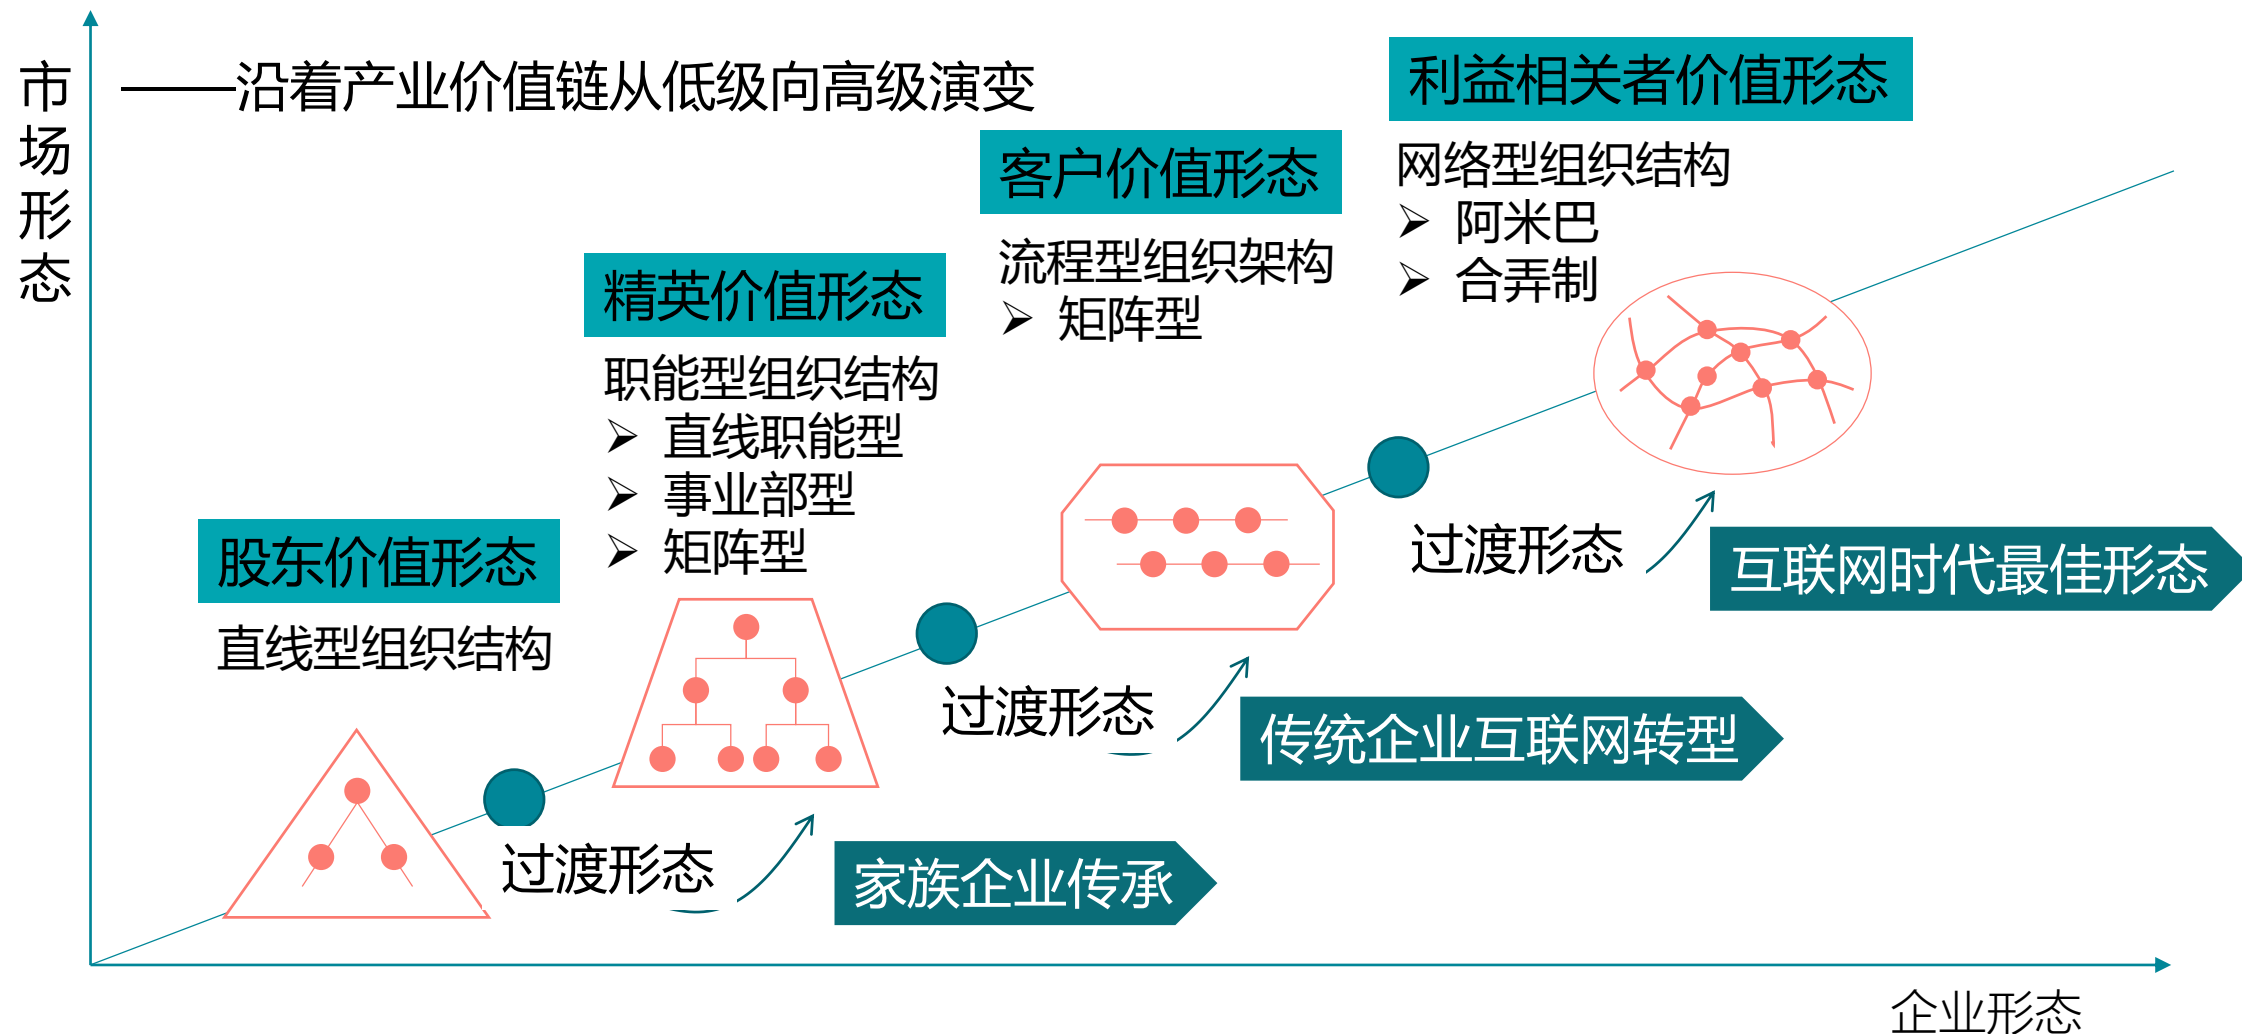 市场形态
——沿着产业价值链从低级向高级演变
利益相关者价值形态
网络型组织结构
➢ 阿米巴
➢ 合弄制
客户价值形态
流程型组织架构
➢ 矩阵型
精英价值形态
职能型组织结构
➢ 直线职能型
➢ 事业部型
➢ 矩阵型
股东价值形态
直线型组织结构
过渡形态
互联网时代最佳形态
过渡形态
传统企业互联网转型
过渡形态
家族企业传承
企业形态